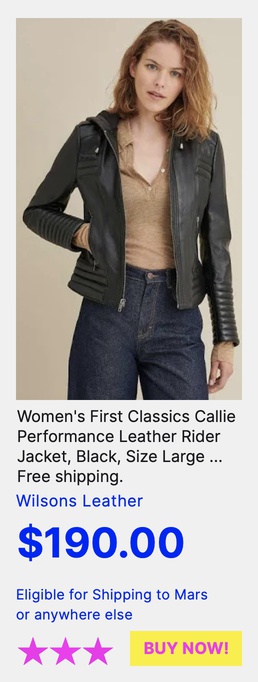 Women's First Classics Callie
Performance Leather Rider
Jacket, Black, Size Large ...
Free shipping.
Wilsons Leather
$190.00
Eligible for Shipping to Mars
or anywhere else
BUY NOW!